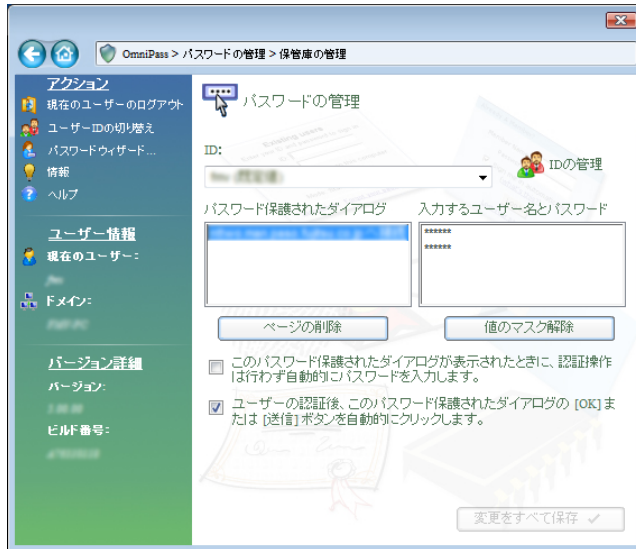 OmniPass > パスワードの管理 > 保管庫の管理
アクション
現在のユーザーのログアウト
ユーザーIDの切り替え
パスワードウィザード...
情報
ヘルプ
ユーザー情報
現在のユーザー:
ドメイン:
バージョン詳細
バージョン:
ビルド番号:
パスワードの管理
ID:
IDの管理
パスワード保護されたダイアログ
入力するユーザー名とパスワード
******
******
ページの削除
値のマスク解除
このパスワード保護されたダイアログが表示されたときに、認証操作
は行わず自動的にパスワードを入力します。
ユーザーの認証後、このパスワード保護されたダイアログの [OK] ま
たは [送信] ボタンを自動的にクリックします。
変更をすべて保存